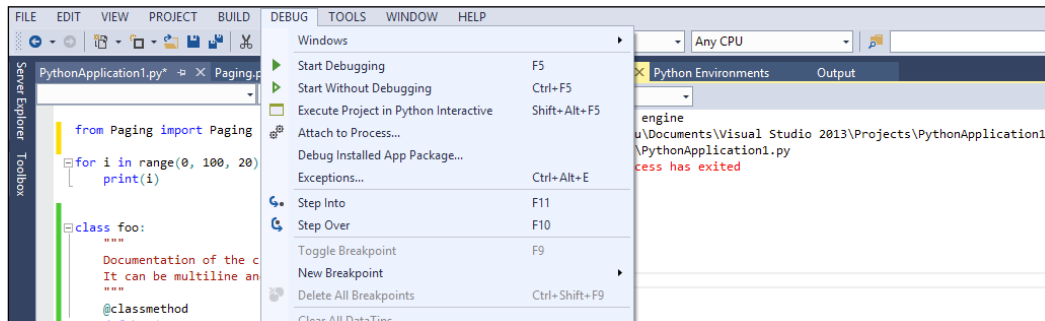 FILE EDIT VIEW PROJECT BUILD DEBUG TOOLS WINDOW HELP
Any CPU
Server Explorer
Toolbox
PythonApplication1.py*
Paging.p
from Paging import Paging
for i in range(0, 100, 20)
print(i)
class foo:
"""
Documentation of the c
It can be multiline an
"""
@classmethod
Windows
Start Debugging F5
Start Without Debugging Ctrl+F5
Execute Project in Python Interactive Shift+Alt+F5
Attach to Process...
Debug Installed App Package...
Exceptions... Ctrl+Alt+E
Step Into F11
Step Over F10
Toggle Breakpoint F9
New Breakpoint
Delete All Breakpoints Ctrl+Shift+F9
Clear All DataTips
Python Environments Output
engine
u\Documents\Visual Studio 2013\Projects\PythonApplication1
\PythonApplication1.py
cess has exited